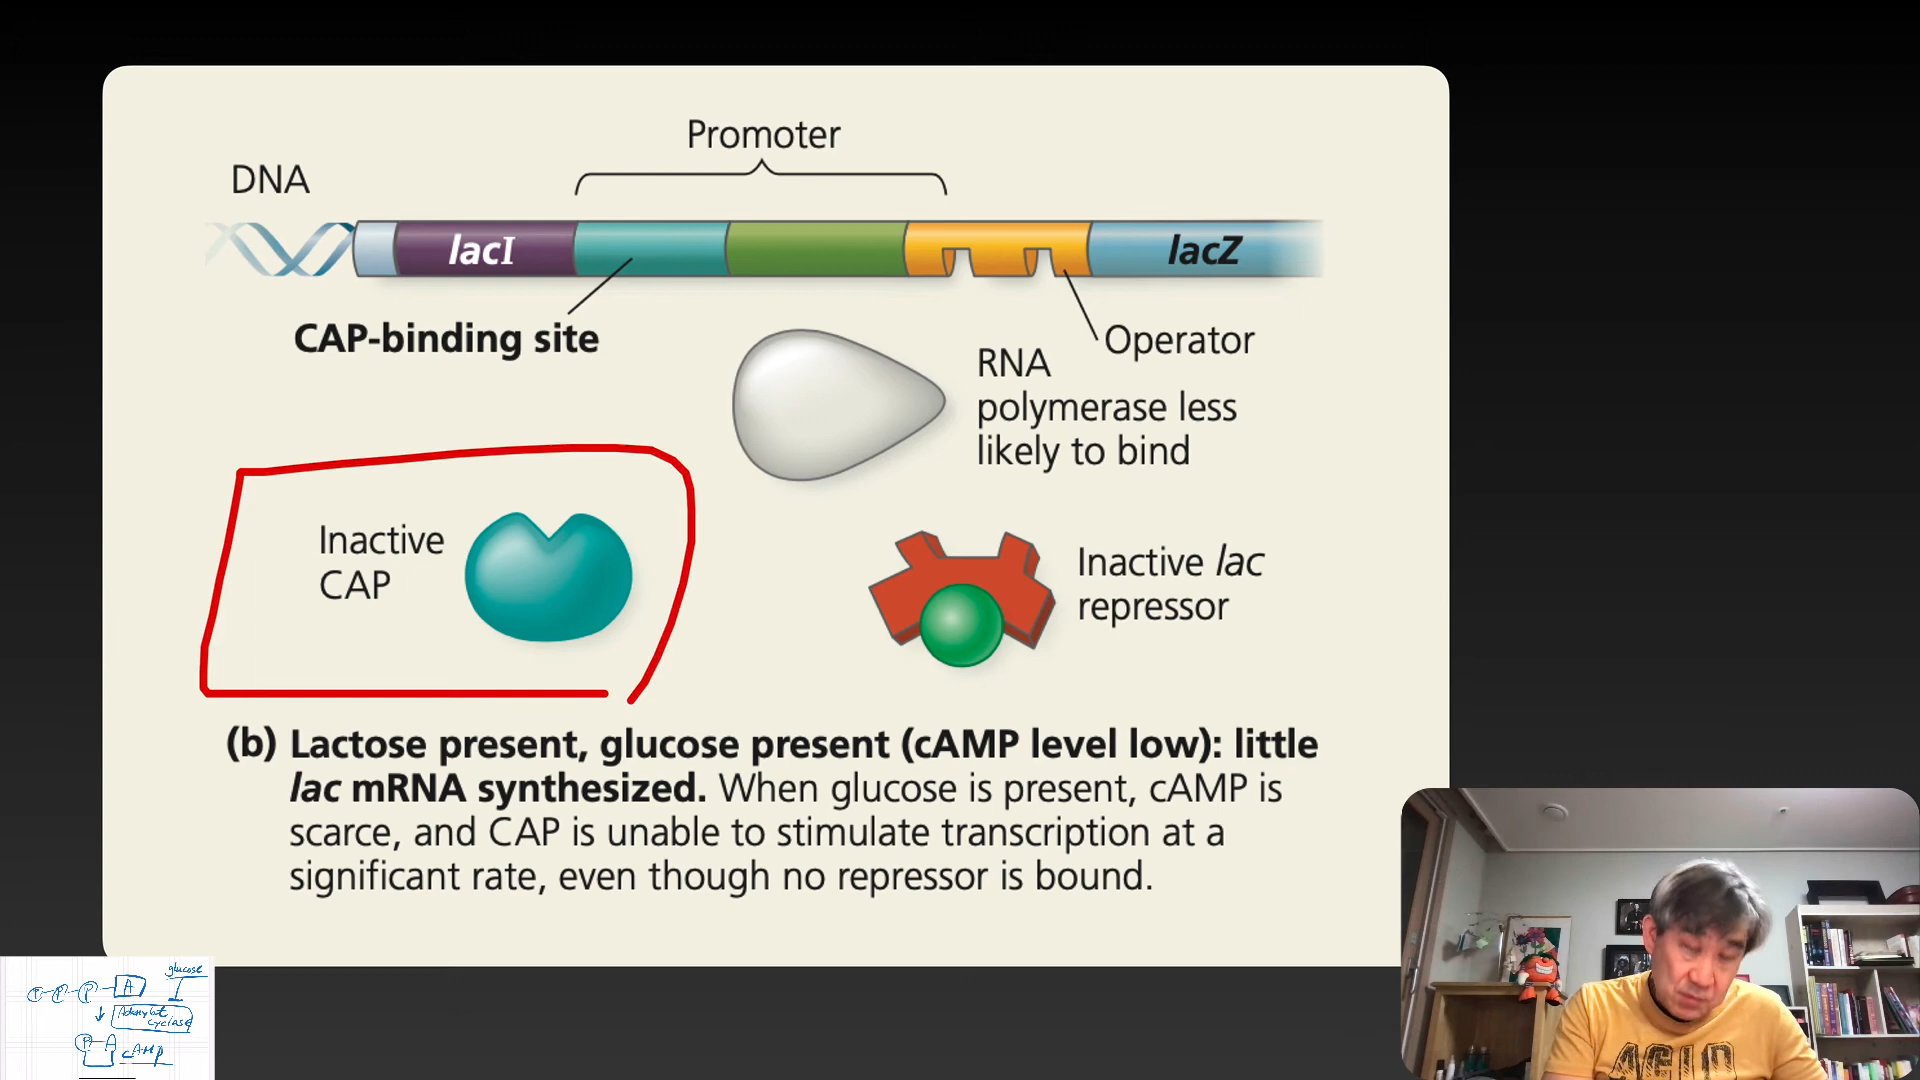 Promoter
DNA
lacI
lacZ
CAP-binding site
Operator
RNA
polymerase less
likely to bind
Inactive
CAP
Inactive lac
repressor
(b) Lactose present, glucose present (cAMP level low): little
lac mRNA synthesized. When glucose is present, cAMP is
scarce, and CAP is unable to stimulate transcription at a
significant rate, even though no repressor is bound.
glucose
P P P A
cyclase
P A cAMP
ACID